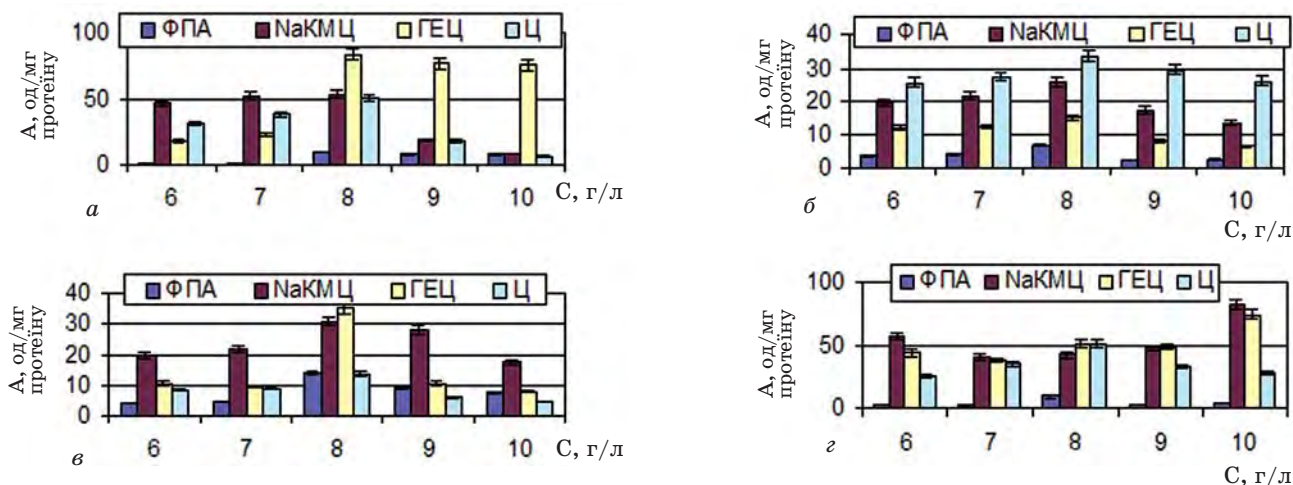 ФПА NaКМЦ ГЕЦ Ц
А, од/мг
протеїну
100
50
0
6 7 8 9 10
С, г/л
а
ФПА NaКМЦ ГЕЦ Ц
А, од/мг
протеїну
40
30
20
10
0
6 7 8 9 10
С, г/л
б
ФПА NaКМЦ ГЕЦ Ц
А, од/мг
протеїну
40
30
20
10
0
6 7 8 9 10
С, г/л
в
ФПА NaКМЦ ГЕЦ Ц
А, од/мг
протеїну
100
50
0
6 7 8 9 10
С, г/л
г